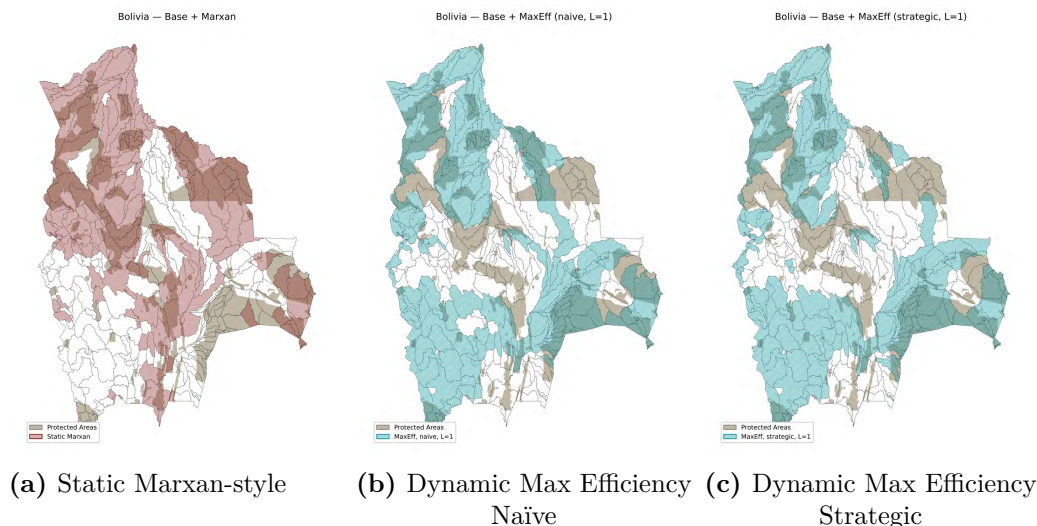 Bolivia — Base + Marxan
Bolivia — Base + MaxEff (naive, L=1)
Bolivia — Base + MaxEff (strategic, L=1)
Protected Areas
Static Marxan
Protected Areas
MaxEff, naive, L=1
Protected Areas
MaxEff, strategic, L=1
(a) Static Marxan-style
(b) Dynamic Max Efficiency
Naïve
(c) Dynamic Max Efficiency
Strategic